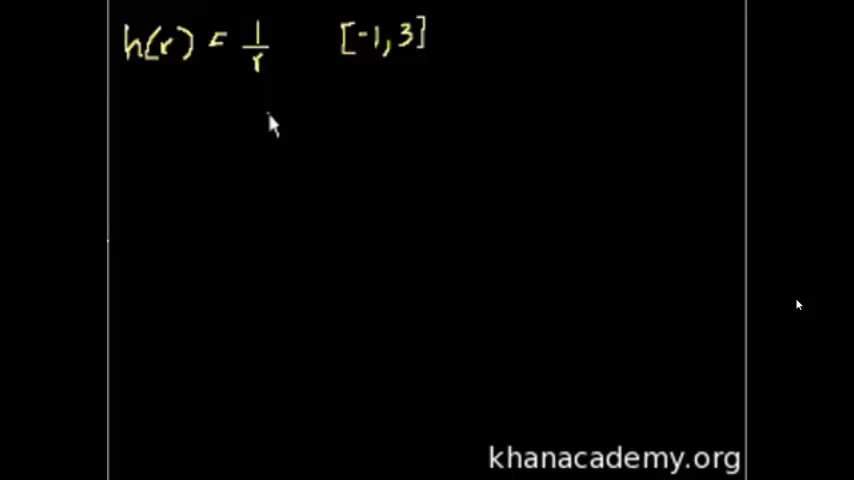 h(r) = 1/r [-1,3]
khanacademy.org